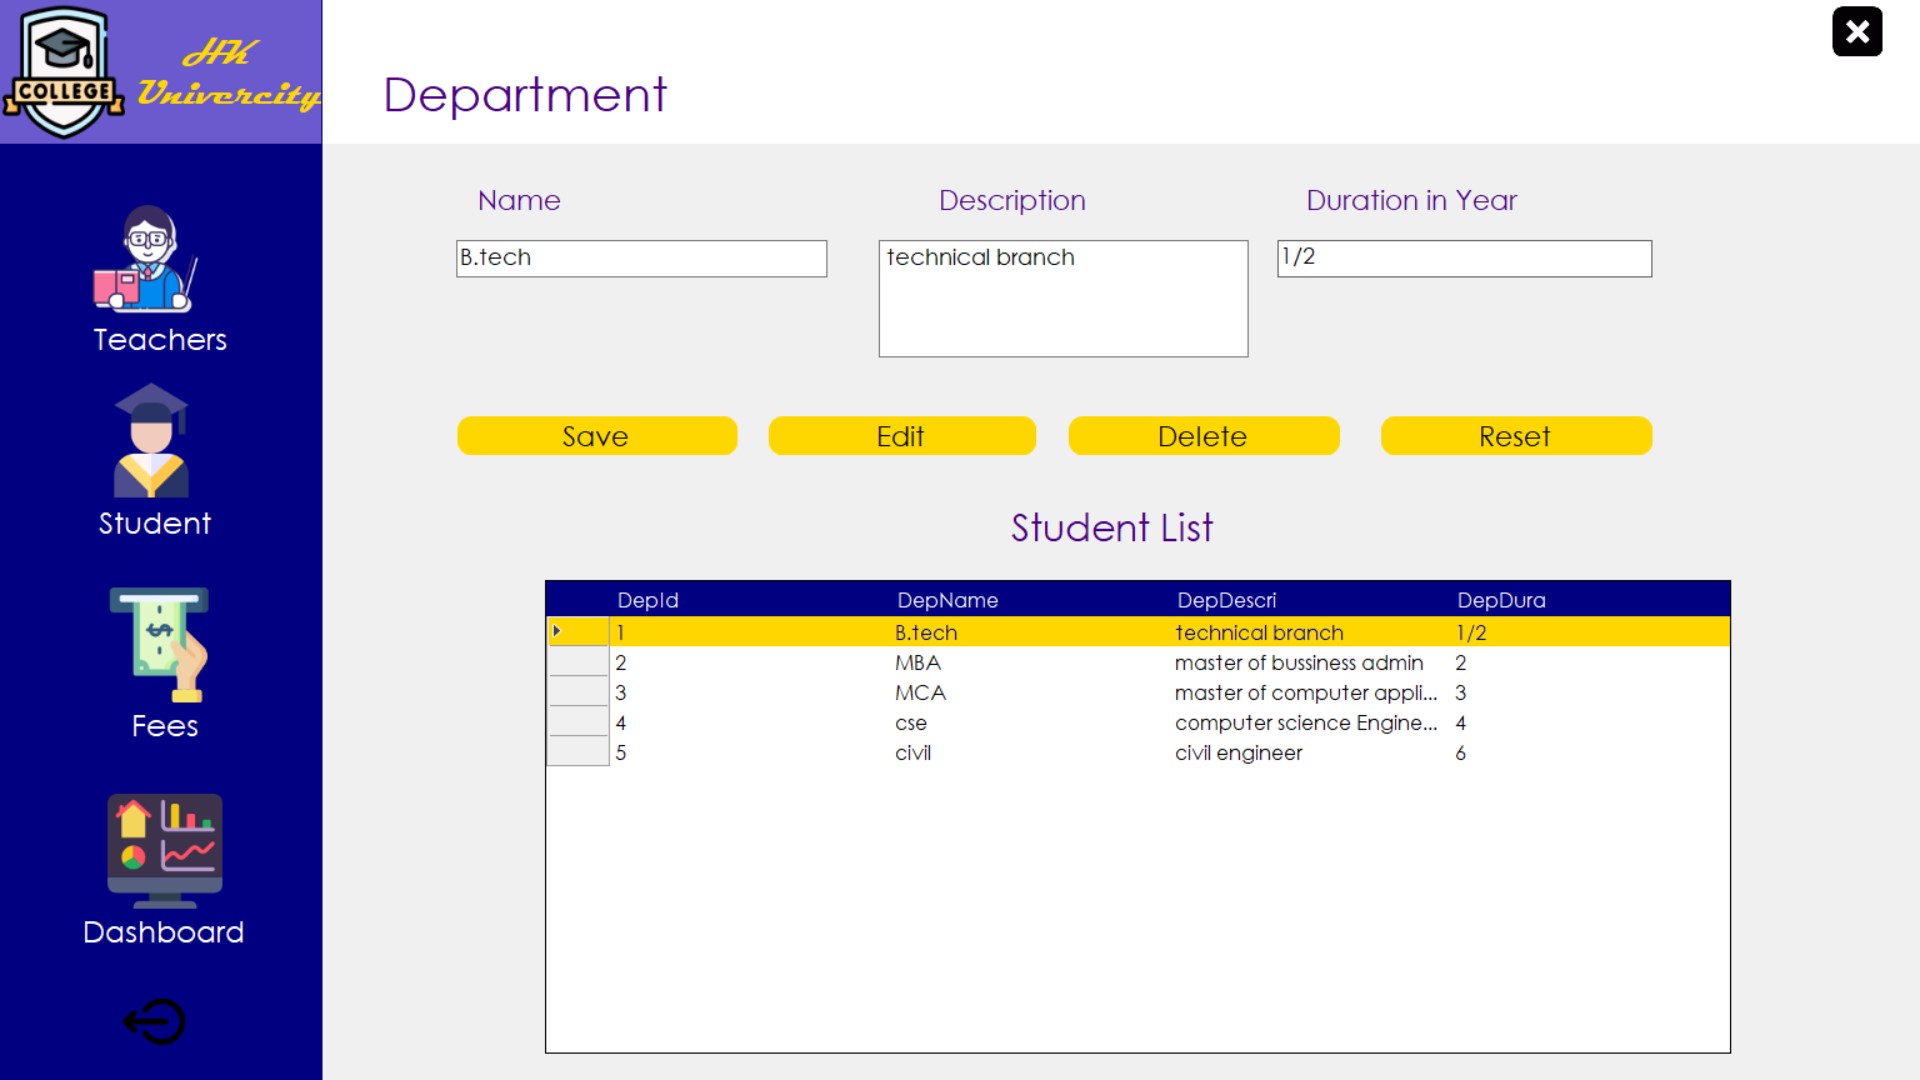 HK
Univercity
COLLEGE
Department
Teachers
Student
Fees
Dashboard
Name Description Duration in Year
B.tech technical branch 1/2
Save Edit Delete Reset
Student List
DepId DepName DepDescri DepDura
1 B.tech technical branch 1/2
2 MBA master of bussiness admin 2
3 MCA master of computer appli... 3
4 cse computer science Engine... 4
5 civil civil engineer 6